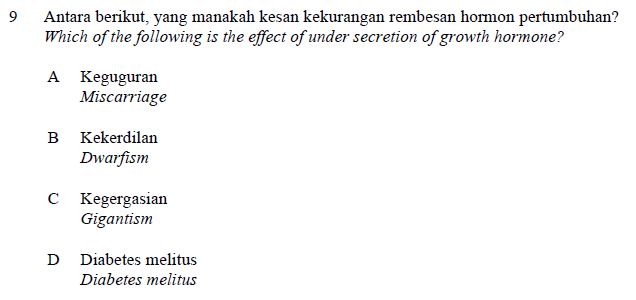 9 Antara berikut, yang manakah kesan kekurangan rembesan hormon pertumbuhan?
Which of the following is the effect of under secretion of growth hormone?
A Keguguran
Miscarriage
B Kekerdilan
Dwarfism
C Kegergasian
Gigantism
D Diabetes melitus
Diabetes melitus